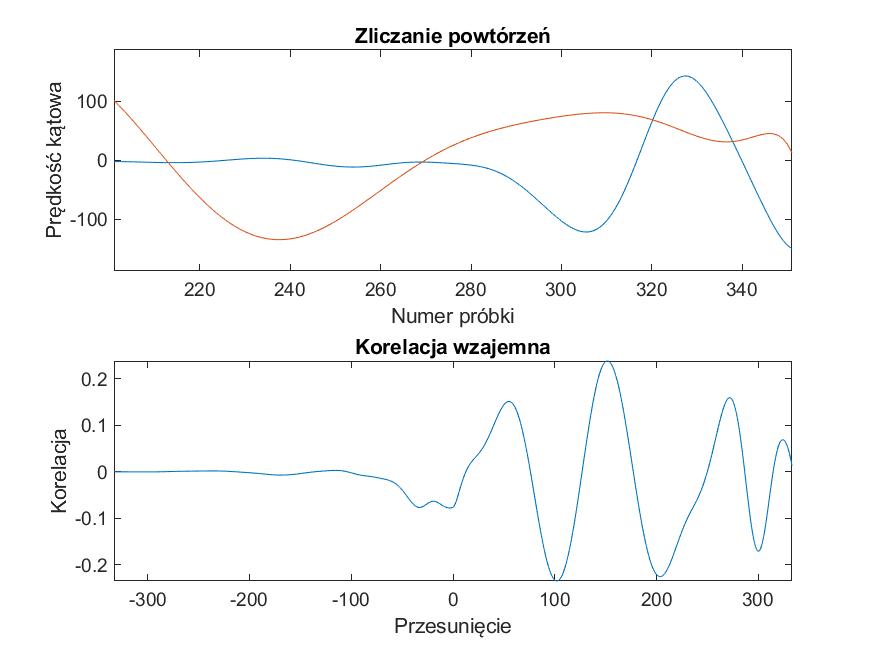 Zliczanie powtórzeń
100
0
-100
Prędkość kątowa
220 240 260 280 300 320 340
Numer próbki
Korelacja wzajemna
0.2
0.1
0
-0.1
-0.2
Korelacja
-300 -200 -100 0 100 200 300
Przesunięcie